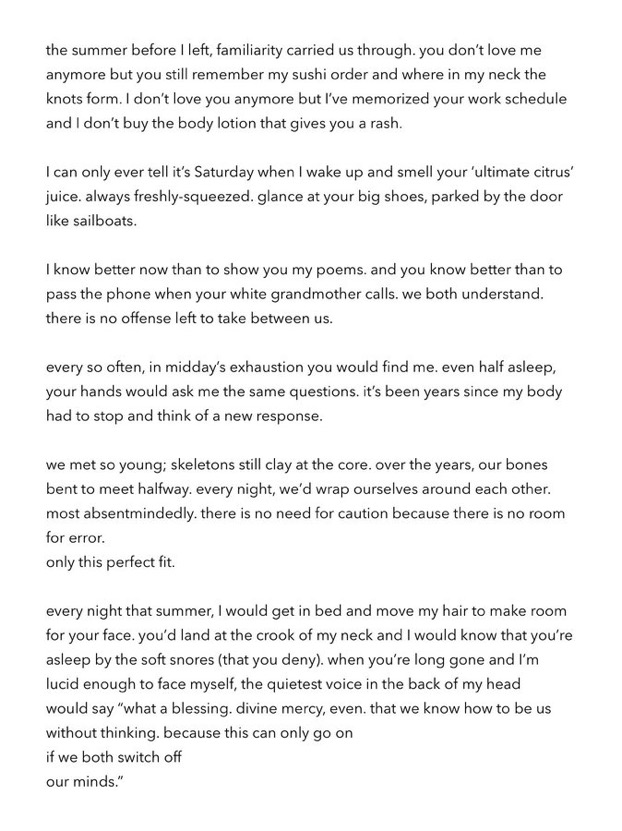 the summer before I left, familiarity carried us through. you don’t love me
anymore but you still remember my sushi order and where in my neck the
knots form. I don’t love you anymore but I’ve memorized your work schedule
and I don’t buy the body lotion that gives you a rash.
I can only ever tell it’s Saturday when I wake up and smell your ‘ultimate citrus’
juice. always freshly-squeezed. glance at your big shoes, parked by the door
like sailboats.
I know better now than to show you my poems. and you know better than to
pass the phone when your white grandmother calls. we both understand.
there is no offense left to take between us.
every so often, in midday’s exhaustion you would find me. even half asleep,
your hands would ask me the same questions. it’s been years since my body
had to stop and think of a new response.
we met so young; skeletons still clay at the core. over the years, our bones
bent to meet halfway. every night, we’d wrap ourselves around each other.
most absentmindedly. there is no need for caution because there is no room
for error.
only this perfect fit.
every night that summer, I would get in bed and move my hair to make room
for your face. you’d land at the crook of my neck and I would know that you’re
asleep by the soft snores (that you deny). when you’re long gone and I’m
lucid enough to face myself, the quietest voice in the back of my head
would say “what a blessing. divine mercy, even. that we know how to be us
without thinking. because this can only go on
if we both switch off
our minds.”